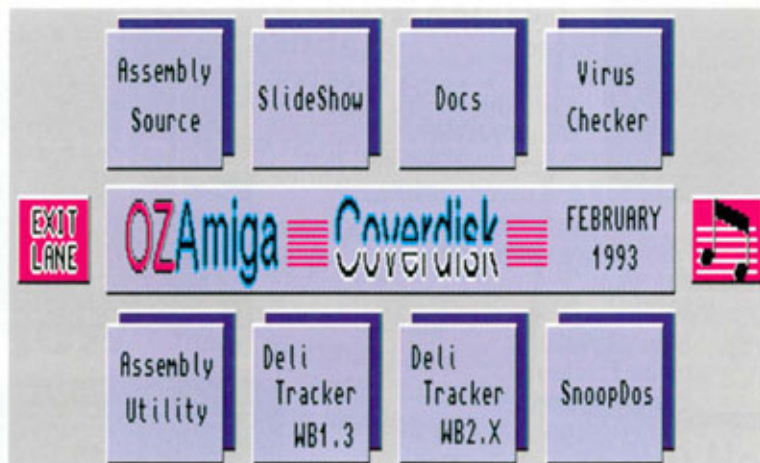 Assembly
Source
SlideShow
Docs
Virus
Checker
EXIT
LANE
OZAmiga
Coverdisk
FEBRUARY
1993
Assembly
Utility
Deli
Tracker
WB1.3
Deli
Tracker
WB2.X
SnoopDos